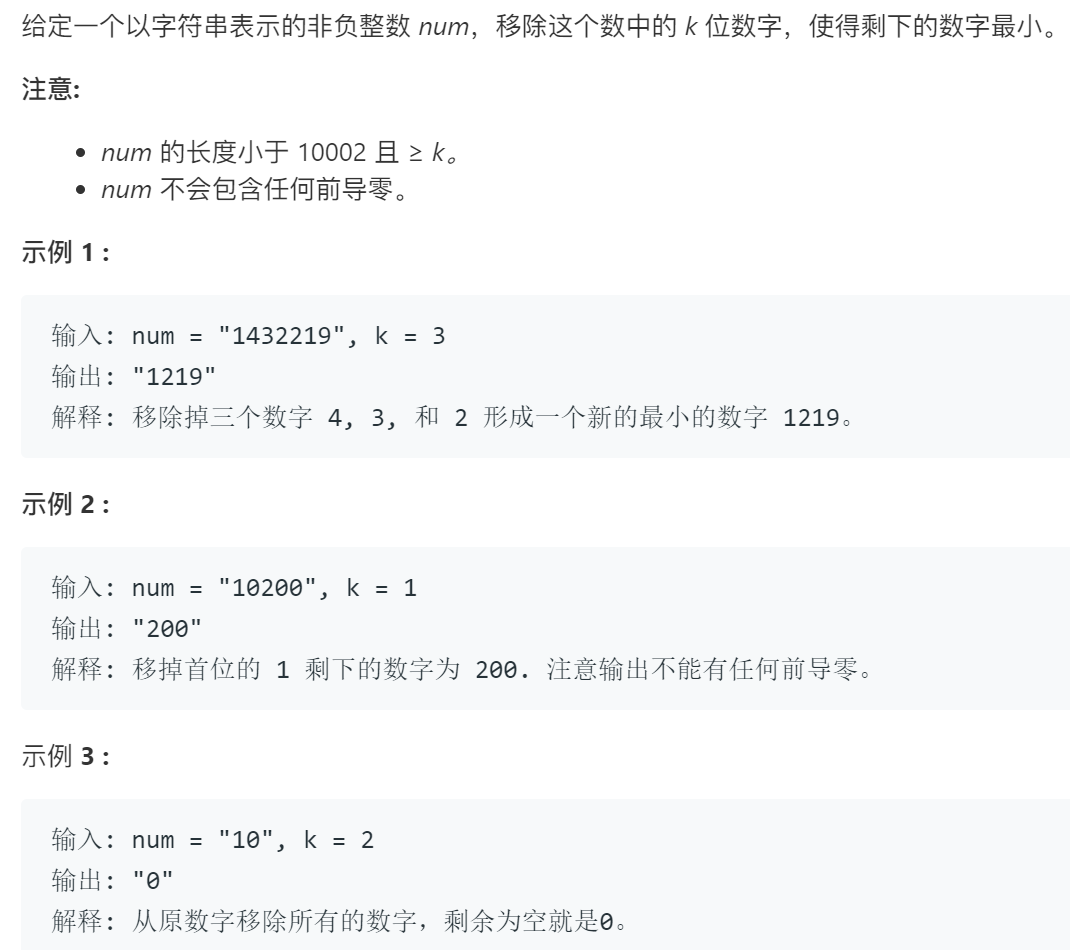 给定一个以字符串表示的非负整数 num，移除这个数中的 k 位数字，使得剩下的数字最小。
注意:
num 的长度小于 10002 且 ≥ k。
num 不会包含任何前导零。
示例 1 :
输入: num = "1432219", k = 3
输出: "1219"
解释: 移除掉三个数字 4, 3, 和 2 形成一个新的最小的数字 1219。
示例 2 :
输入: num = "10200", k = 1
输出: "200"
解释: 移掉首位的 1 剩下的数字为 200. 注意输出不能有任何前导零。
示例 3 :
输入: num = "10", k = 2
输出: "0"
解释: 从原数字移除所有的数字，剩余为空就是0。